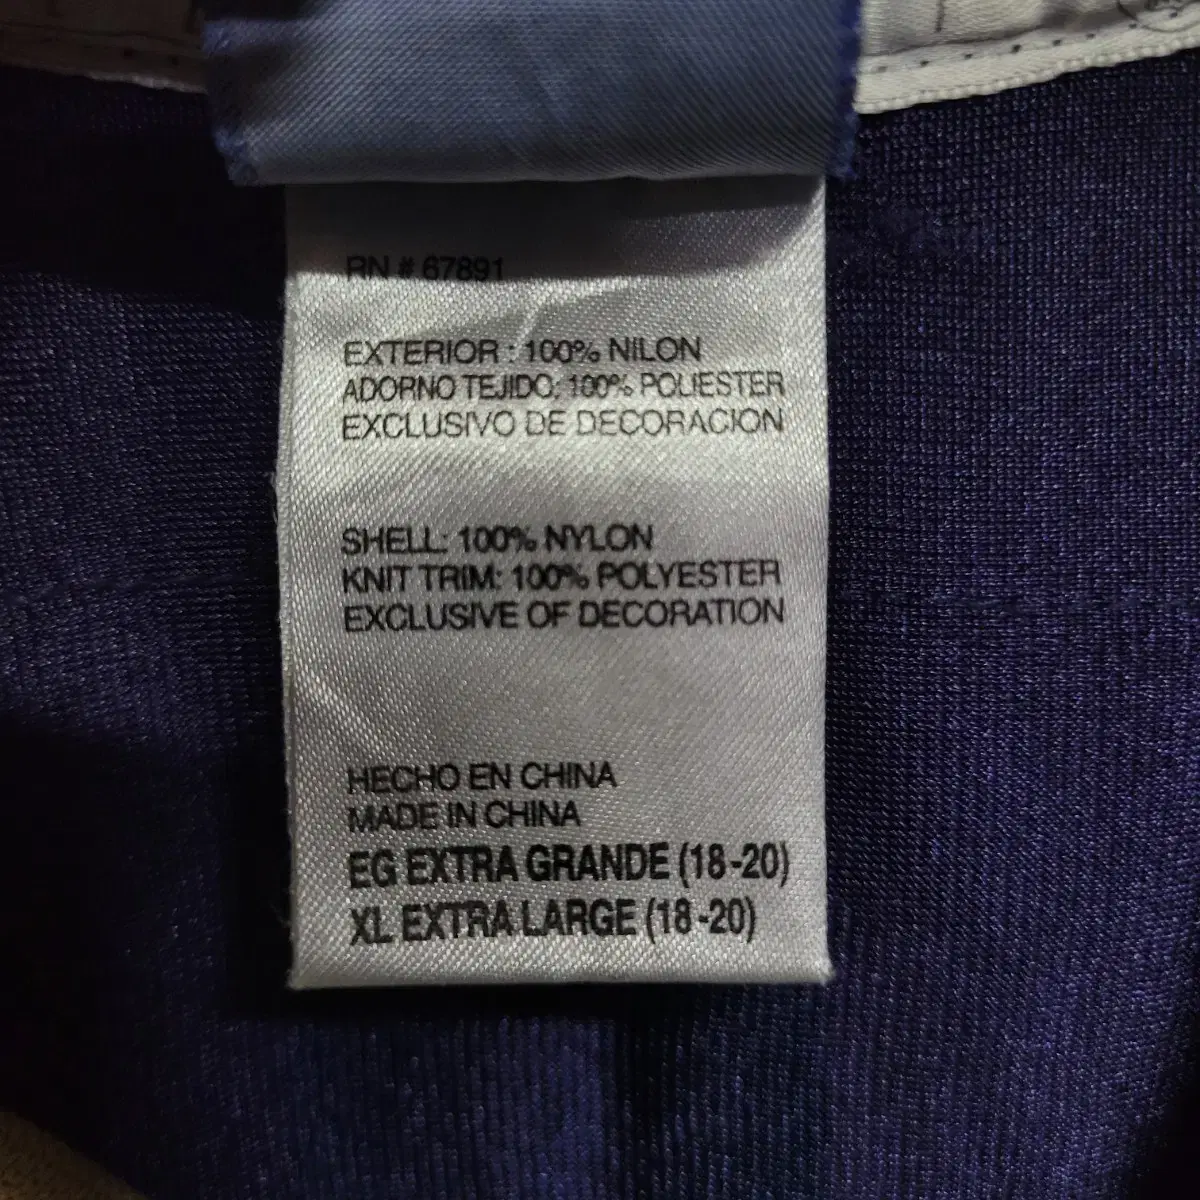 RN # 67891
EXTERIOR : 100% NILON
ADORNO TEJIDO: 100% POLIESTER
EXCLUSIVO DE DECORACION
SHELL: 100% NYLON
KNIT TRIM: 100% POLYESTER
EXCLUSIVE OF DECORATION
HECHO EN CHINA
MADE IN CHINA
EG EXTRA GRANDE (18-20)
XL EXTRA LARGE (18-20)